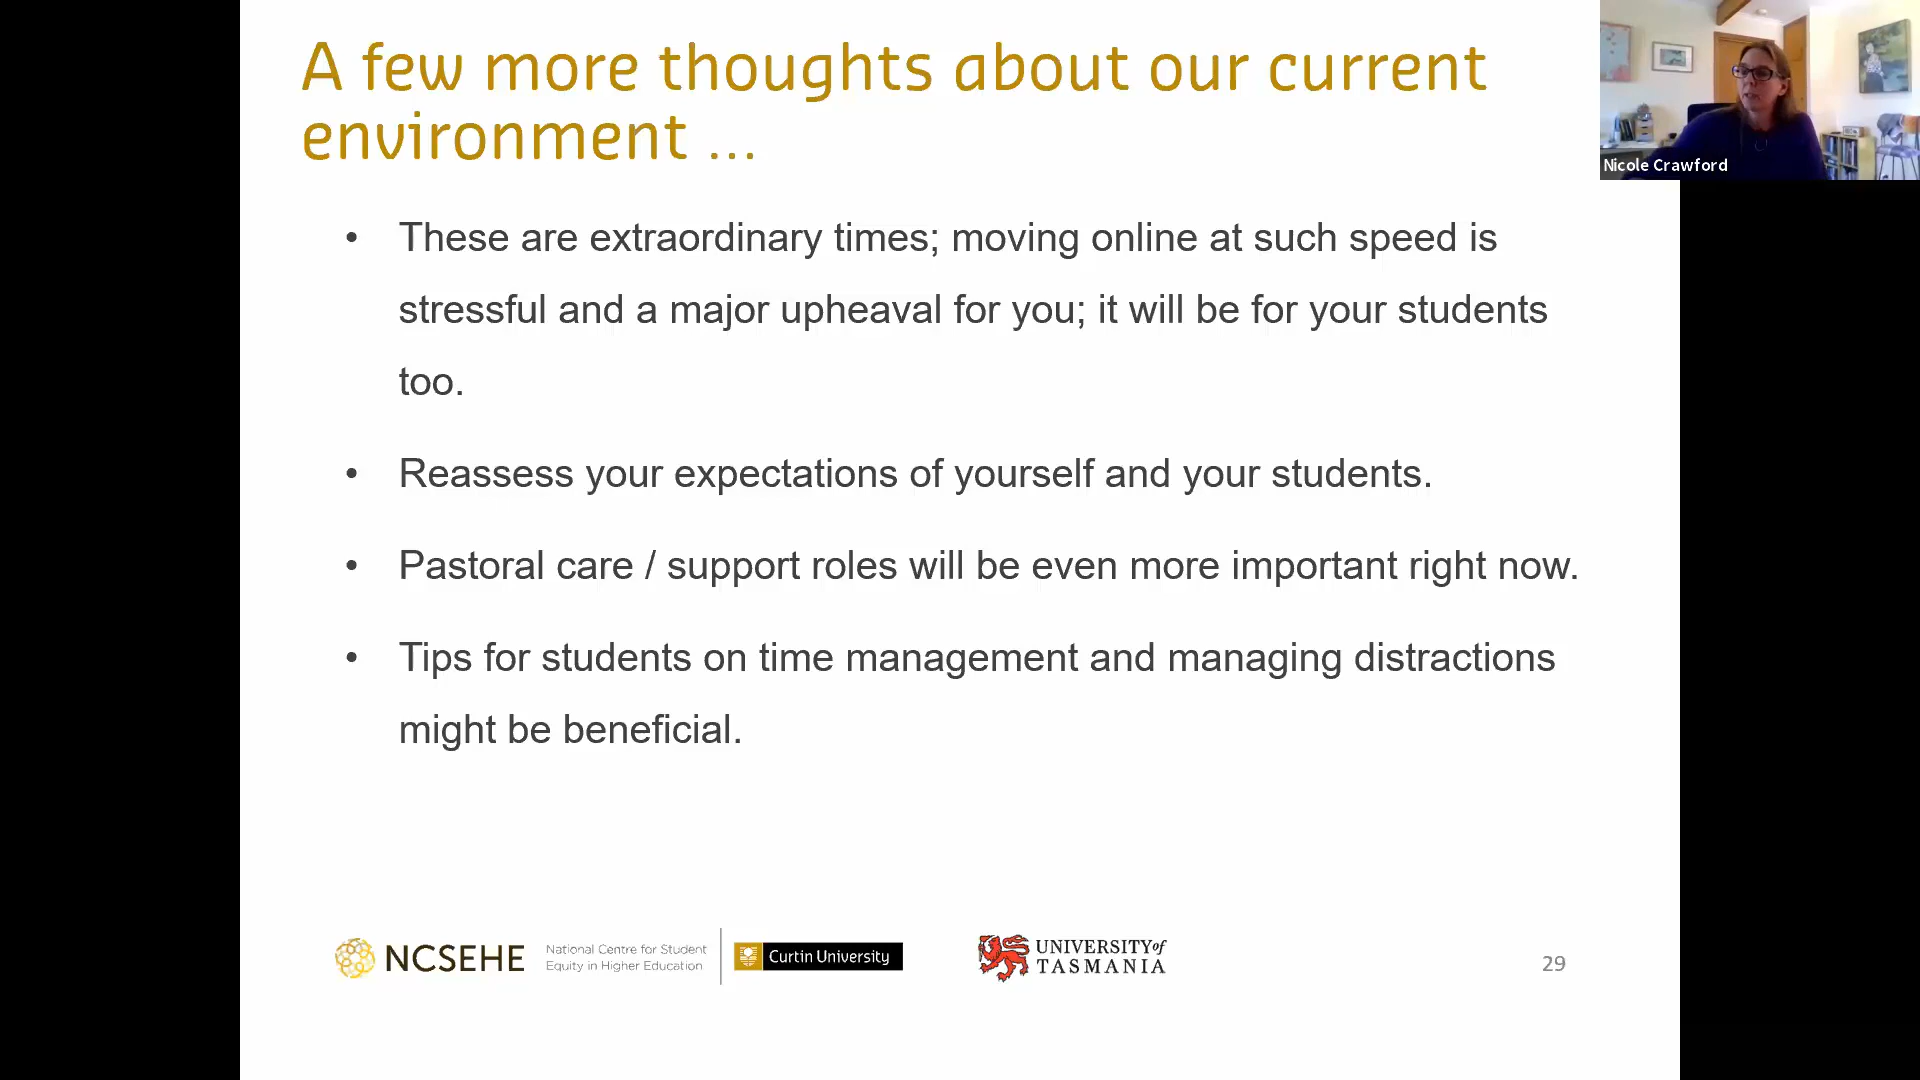 A few more thoughts about our current
environment ...
Nicole Crawford
• These are extraordinary times; moving online at such speed is
stressful and a major upheaval for you; it will be for your students
too.
• Reassess your expectations of yourself and your students.
• Pastoral care / support roles will be even more important right now.
• Tips for students on time management and managing distractions
might be beneficial.
NCSEHE
National Centre for Student
Equity in Higher Education
Curtin University
UNIVERSITY of
TASMANIA
29